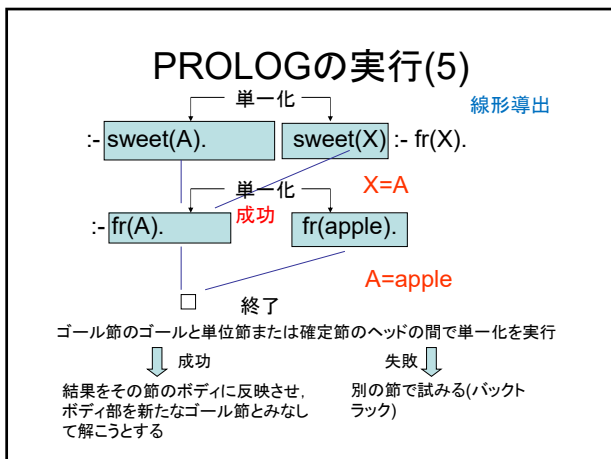 PROLOGの実行(5)
単一化
線形導出
:- sweet(A). sweet(X) :- fr(X).
単一化
X=A
成功
:- fr(A). fr(apple).
A=apple
終了
ゴール節のゴールと単位節または確定節のヘッドの間で単一化を実行
成功
失敗
結果をその節のボディに反映させ,
ボディ部を新たなゴール節とみなし
て解こうとする
別の節で試みる(バックト
ラック)